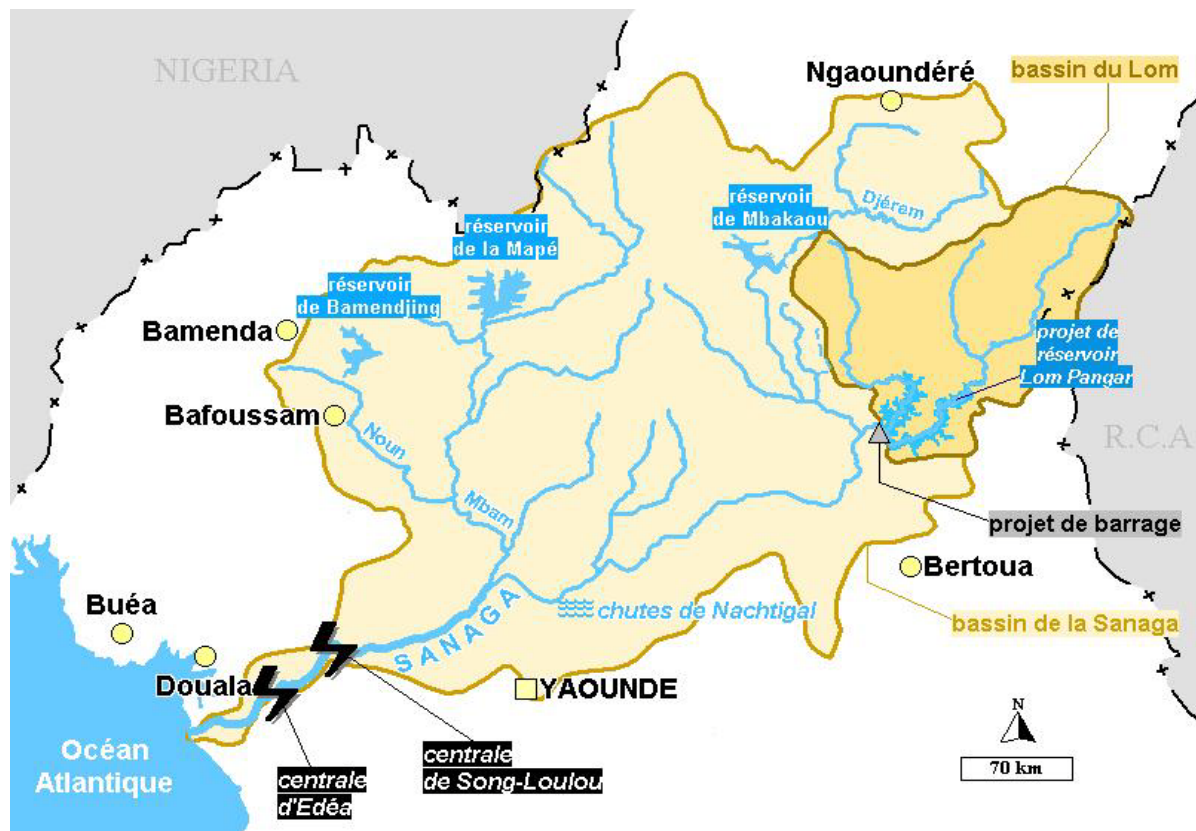 NIGERIA
Ngaoundéré
bassin du Lom
réservoir
de Mbakaou
Djérem
réservoir
de la Mapé
réservoir
de Bamendjinq
Bamenda
projet de
réservoir
Lom Pangar
Bafoussam
Noun
R.C.A
Mbam
projet de barrage
Bertoua
Buéa
chutes de Nachtigal
bassin de la Sanaga
SANAGA
Douala
YAOUNDE
N
Océan
Atlantique
centrale
de Song-Loulou
70 km
centrale
d'Edéa